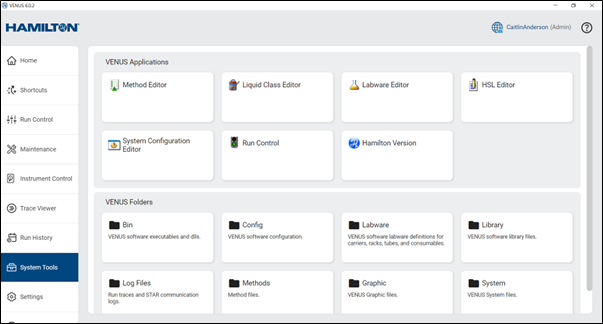 VENUS 6.0.2
HAMILTON
CaitlinAnderson (Admin)
Home
Shortcuts
Run Control
Maintenance
Instrument Control
Trace Viewer
Run History
System Tools
Settings
VENUS Applications
Method Editor
Liquid Class Editor
Labware Editor
HSL Editor
System Configuration
Editor
Run Control
Hamilton Version
VENUS Folders
Bin
VENUS software executables and dlls.
Config
VENUS software configuration.
Labware
VENUS software labware definitions for
carriers, racks, tubes, and consumables.
Library
VENUS software library files.
Log Files
Run traces and STAR communication
logs.
Methods
Method files.
Graphic
VENUS Graphic files.
System
VENUS System files.